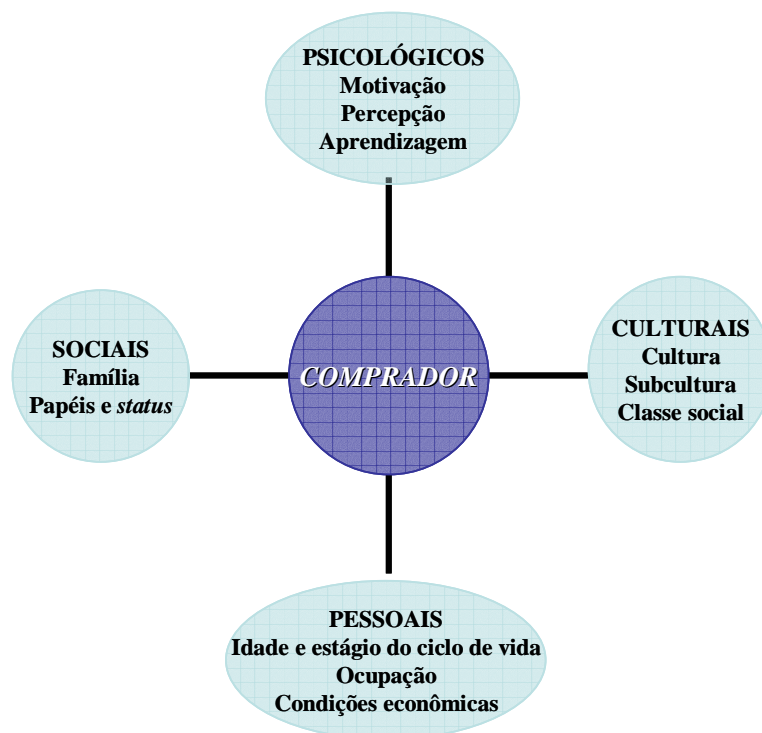 PSICOLÓGICOS
Motivação
Percepção
Aprendizagem
SOCIAIS
Família
Papéis e status
COMPRADOR
CULTURAIS
Cultura
Subcultura
Classe social
PESSOAIS
Idade e estágio do ciclo de vida
Ocupação
Condições econômicas